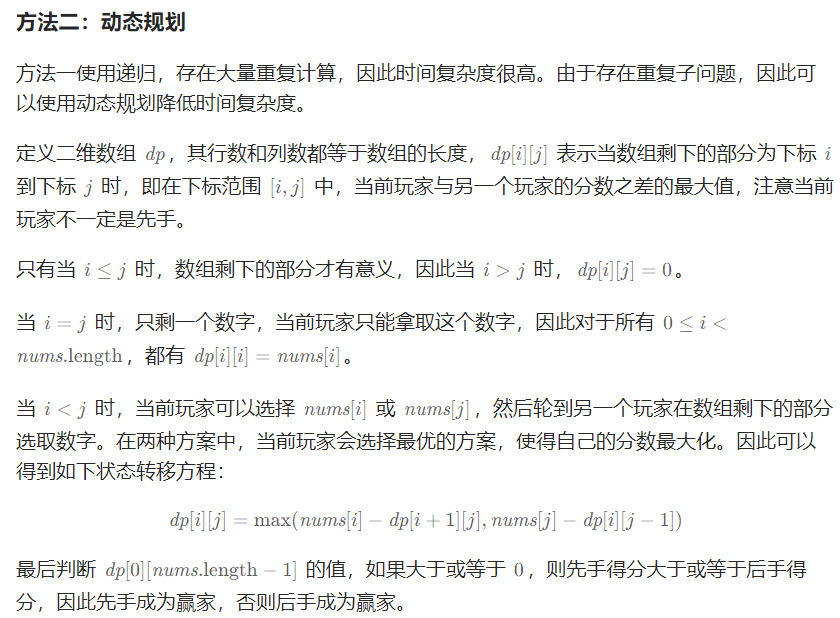 方法二：动态规划
方法一使用递归，存在大量重复计算，因此时间复杂度很高。由于存在重复子问题，因此可
以使用动态规划降低时间复杂度。
定义二维数组 dp，其行数和列数都等于数组的长度，dp[i][j] 表示当数组剩下的部分为下标 i
到下标 j 时，即在下标范围 [i, j] 中，当前玩家与另一个玩家的分数之差的最大值，注意当前
玩家不一定是先手。
只有当 i ≤ j 时，数组剩下的部分才有意义，因此当 i > j 时，dp[i][j] = 0。
当 i = j 时，只剩一个数字，当前玩家只能拿取这个数字，因此对于所有 0 ≤ i <
nums.length，都有 dp[i][i] = nums[i]。
当 i < j 时，当前玩家可以选择 nums[i] 或 nums[j]，然后轮到另一个玩家在数组剩下的部分
选取数字。在两种方案中，当前玩家会选择最优的方案，使得自己的分数最大化。因此可以
得到如下状态转移方程：
dp[i][j] = max(nums[i] − dp[i + 1][j], nums[j] − dp[i][j − 1])
最后判断 dp[0][nums.length − 1] 的值，如果大于或等于 0，则先手得分大于或等于后手得
分，因此先手成为赢家，否则后手成为赢家。